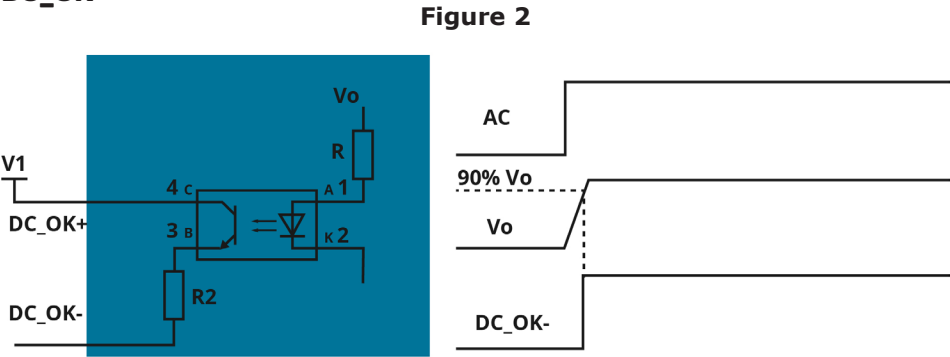 Figure 2
Vo
R
V1
4 C
A 1
DC_OK+
3 B
K 2
R2
DC_OK-
AC
90% Vo
Vo
DC_OK-